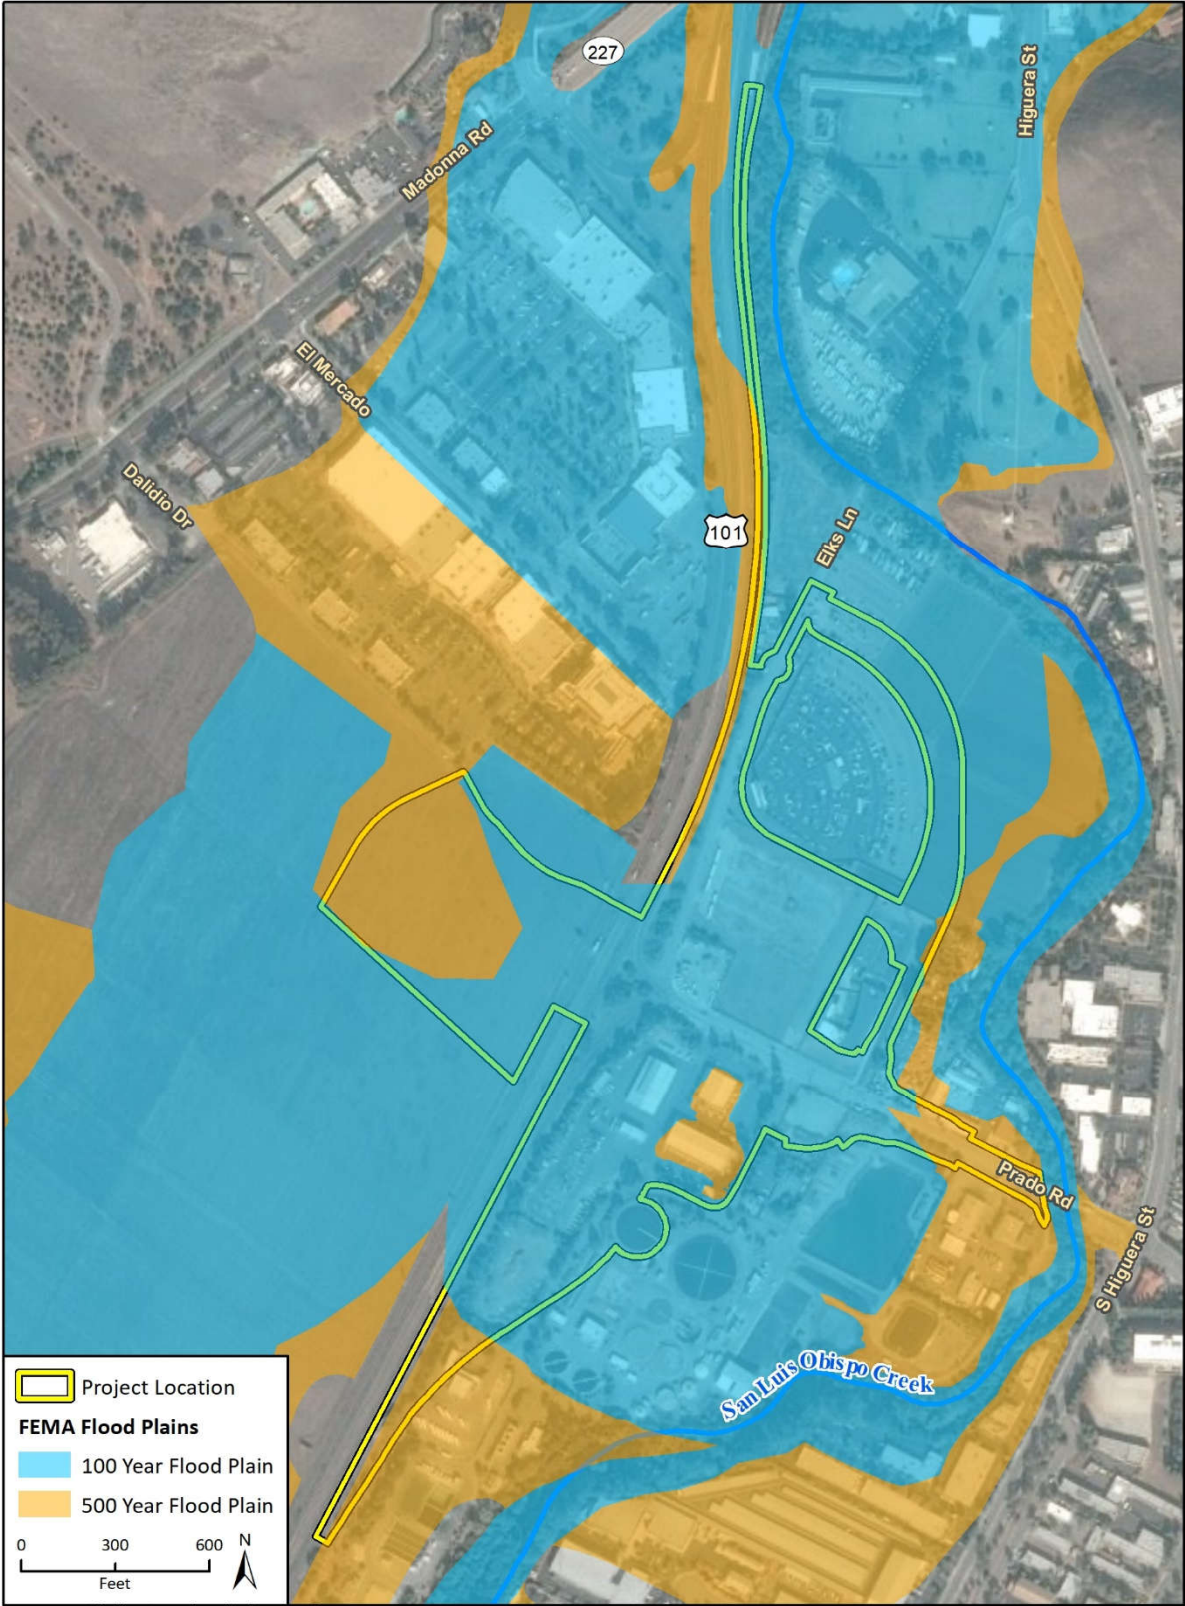 227
Higuera St
Madonna Rd
El Mercado
Dalidio Dr
101
Elks Ln
Prado Rd
S Higuera St
San Luis Obispo Creek
Project Location
FEMA Flood Plains
100 Year Flood Plain
500 Year Flood Plain
0 300 600 N
Feet